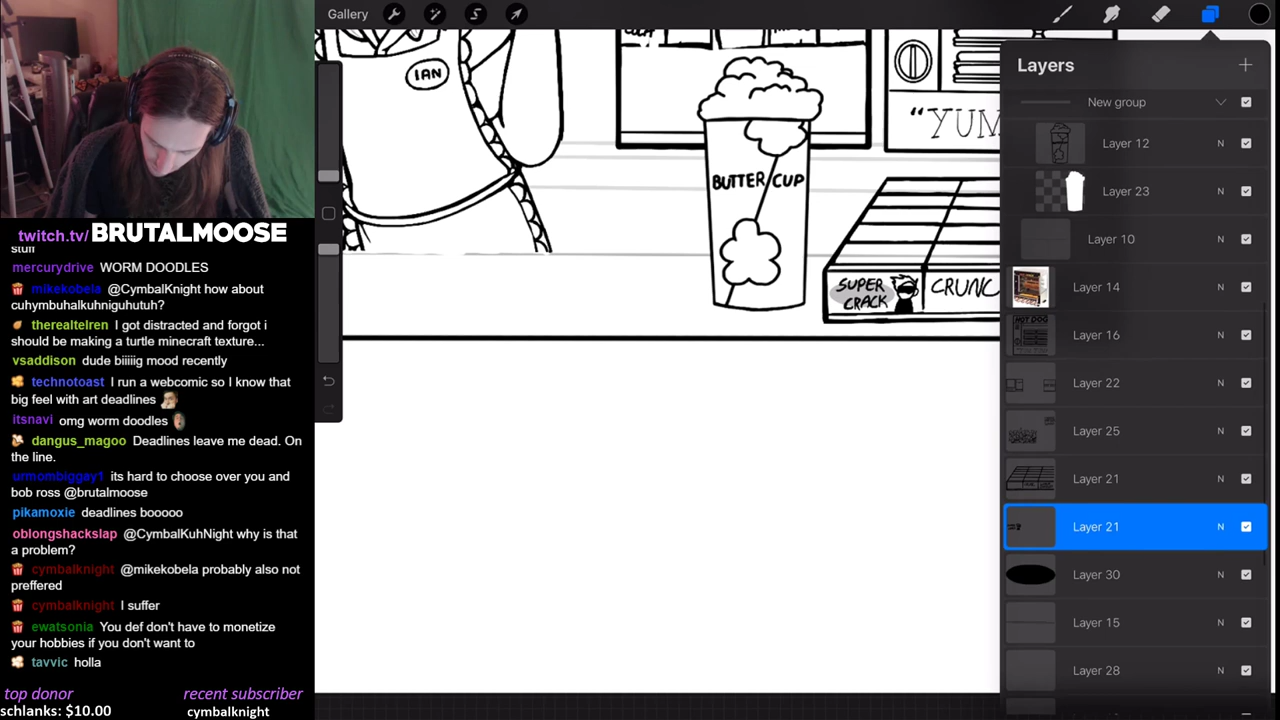 Gallery
Layers
New group
Layer 12 N
Layer 23 N
Layer 10 N
Layer 14 N
Layer 16 N
Layer 22 N
Layer 25 N
Layer 21 N
Layer 21 N
Layer 30 N
Layer 15 N
Layer 28 N
IAN
BUTTER CUP
"YUM
SUPER
CRACK
CRUNC
HOT DOG
twitch.tv/BRUTALMOOSE
stuff
mercurydrive WORM DOODLES
mikekobela @CymbalKnight how about
cuhymbuhalkuhniguhutuh?
therealtelren I got distracted and forgot i
should be making a turtle minecraft texture...
vsaddison dude biiiiig mood recently
technotoast I run a webcomic so I know that
big feel with art deadlines
itsnavi omg worm doodles
dangus_magoo Deadlines leave me dead. On
the line.
urmombiggay1 its hard to choose over you and
bob ross @brutalmoose
pikamoxie deadlines booooo
oblongshackslap @CymbalKuhNight why is that
a problem?
cymbalknight @mikekobela probably also not
preffered
cymbalknight I suffer
ewatsonia You def don't have to monetize
your hobbies if you don't want to
tavvic holla
top donor
schlanks: $10.00
recent subscriber
cymbalknight